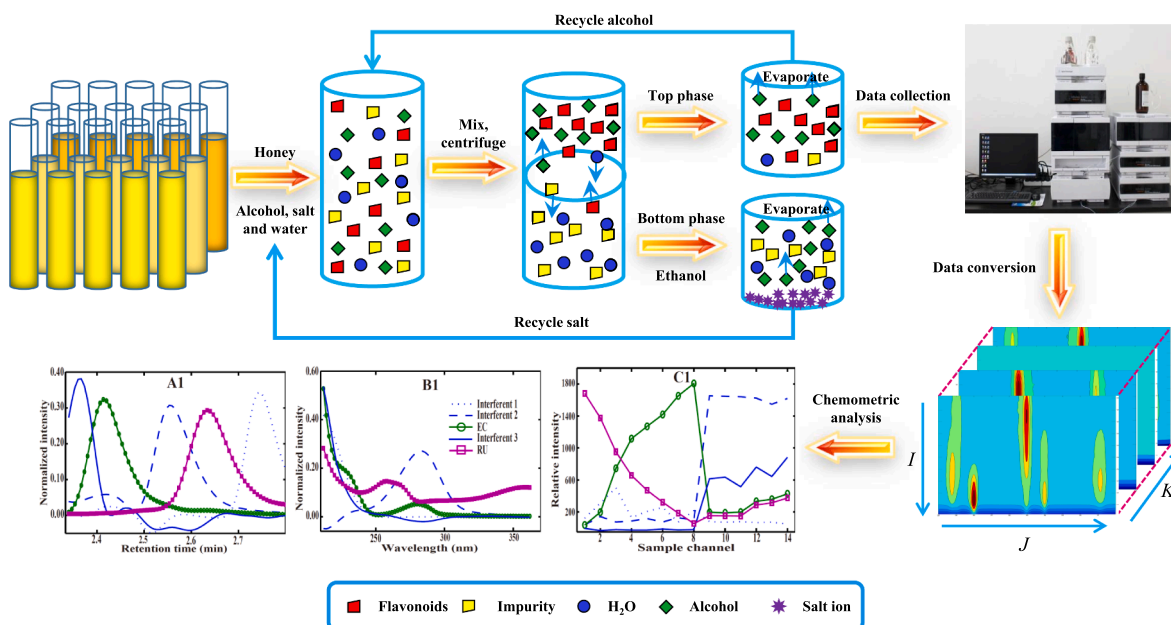 Recycle alcohol
Honey
Alcohol, salt
and water
Mix,
centrifuge
Top phase
Bottom phase
Ethanol
Evaporate
Evaporate
Data collection
Recycle salt
Data conversion
Chemometric
analysis
I
J
K
A1
Normalized intensity
0.40
0.30
0.20
0.10
0.00
2.4 2.5 2.6 2.7
Retention time (min)
B1
Normalized intensity
0.60
0.40
0.20
0.00
250 300 350
Wavelength (nm)
Interferent 1
Interferent 2
EC
Interferent 3
RU
C1
Relative intensity
1800
1400
1000
600
200
2 4 6 8 10 12 14
Sample channel
Flavonoids Impurity H₂O Alcohol Salt ion